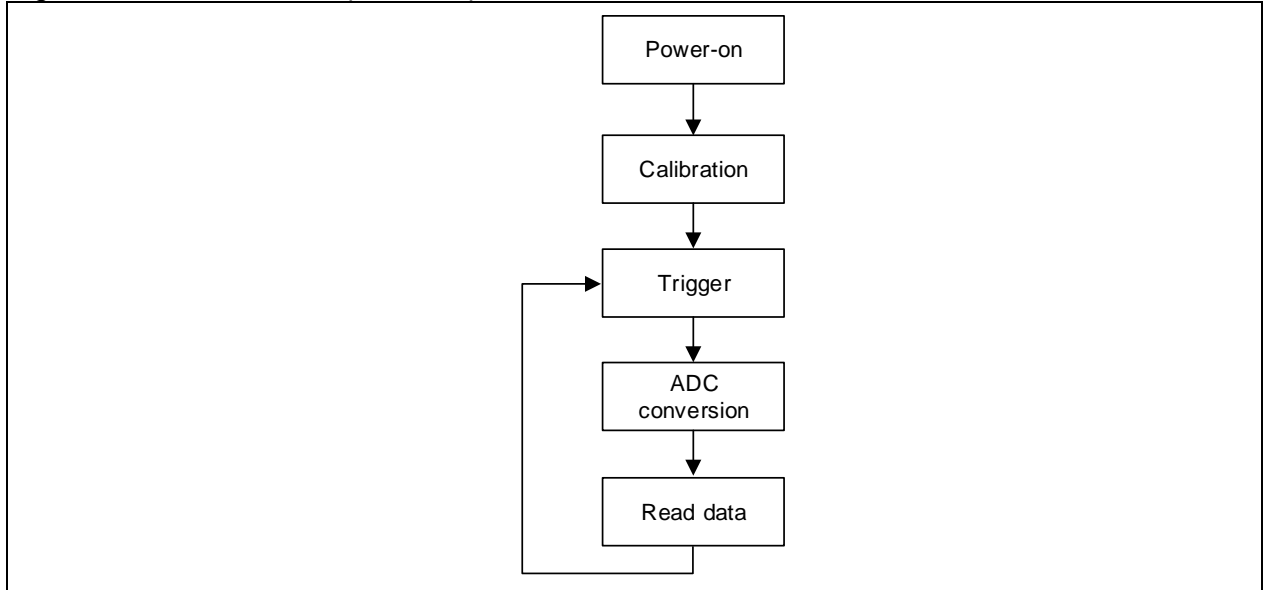 Power-on
Calibration
Trigger
ADC
conversion
Read data